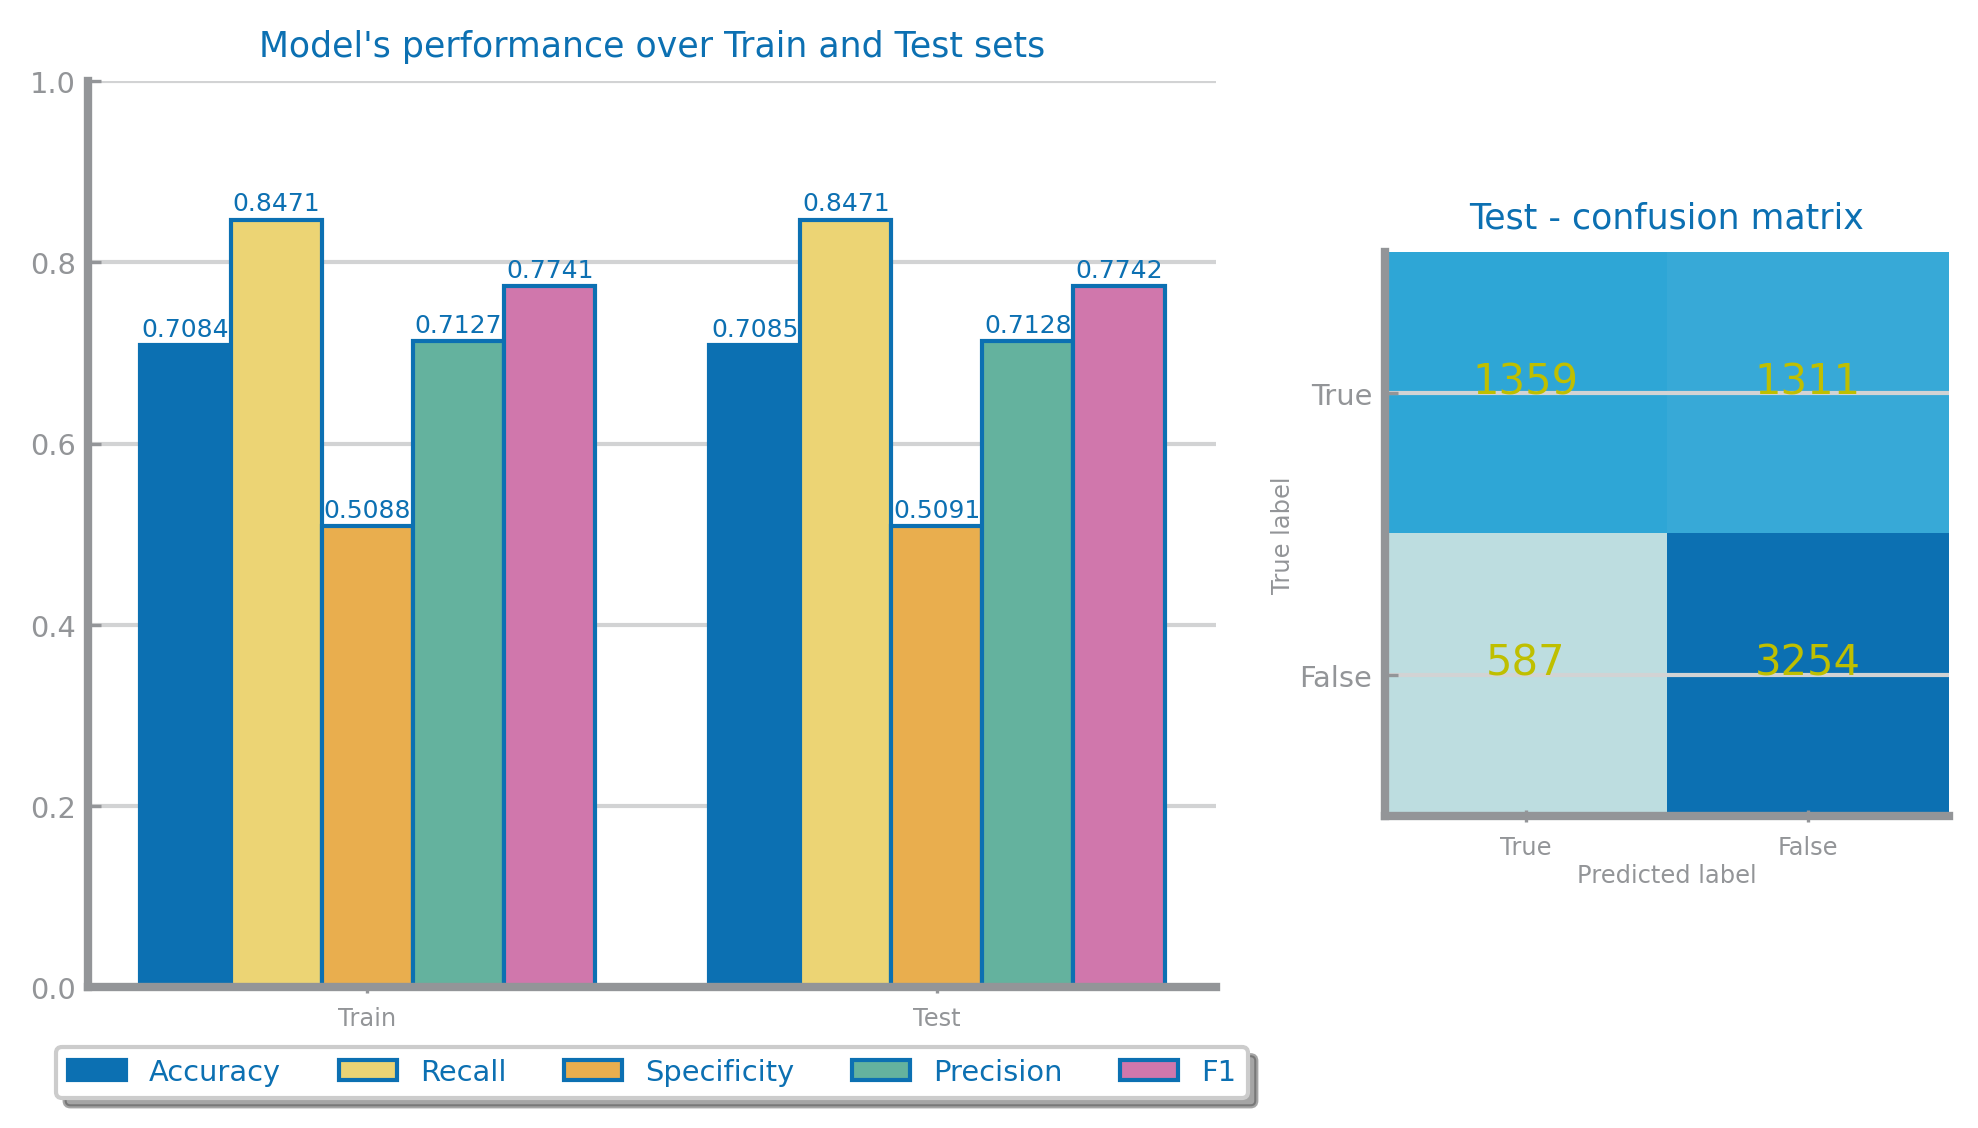 Model's performance over Train and Test sets
1.0
0.8
0.6
0.4
0.2
0.0
0.7084
0.8471
0.5088
0.7127
0.7741
0.7085
0.8471
0.5091
0.7128
0.7742
Train
Test
Accuracy Recall Specificity Precision F1
Test - confusion matrix
True label
True
False
1359 1311
587 3254
True False
Predicted label